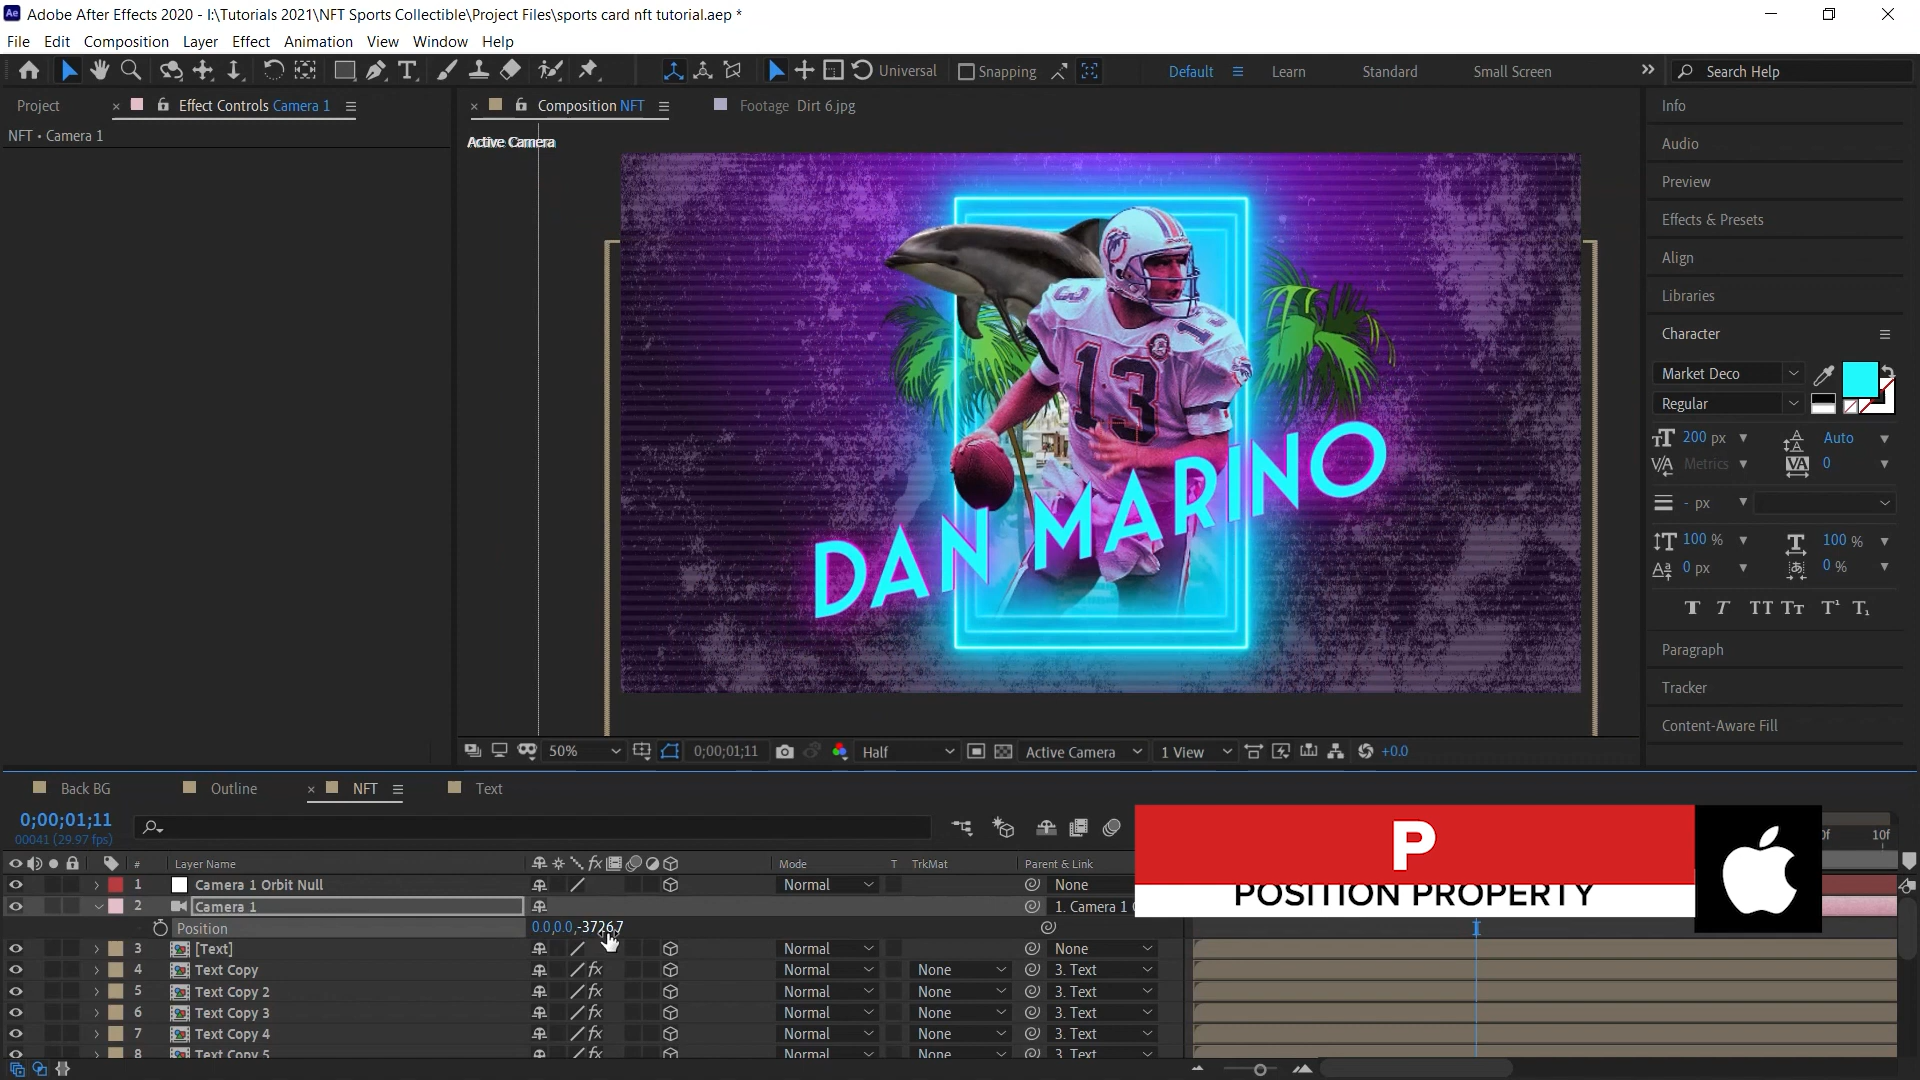 Adobe After Effects 2020 - I:\Tutorials 2021\NFT Sports Collectible\Project Files\sports card nft tutorial.aep *
File Edit Composition Layer Effect Animation View Window Help
Universal Snapping Default Learn Standard Small Screen Search Help
Project Effect Controls Camera 1 Composition NFT Footage Dirt 6.jpg
NFT • Camera 1
Active Camera
13
DAN MARINO
Info
Audio
Preview
Effects & Presets
Align
Libraries
Character
Market Deco
Regular
200 px Auto
Metrics 0
- px
100 % 100 %
0 px 0 %
Paragraph
Tracker
Content-Aware Fill
50% 0;00;01;11 Half Active Camera 1 View +0.0
Back BG Outline NFT Text
0;00;01;11
00041 (29.97 fps)
10f
P
POSITION PROPERTY
# Layer Name Mode T TrkMat Parent & Link
1 Camera 1 Orbit Null Normal None
2 Camera 1 1. Camera 1
Position 0.0,0.0,-3726.7
3 [Text] Normal None
4 Text Copy Normal None 3. Text
5 Text Copy 2 Normal None 3. Text
6 Text Copy 3 Normal None 3. Text
7 Text Copy 4 Normal None 3. Text
8 Text Copy 5 Normal None 3. Text